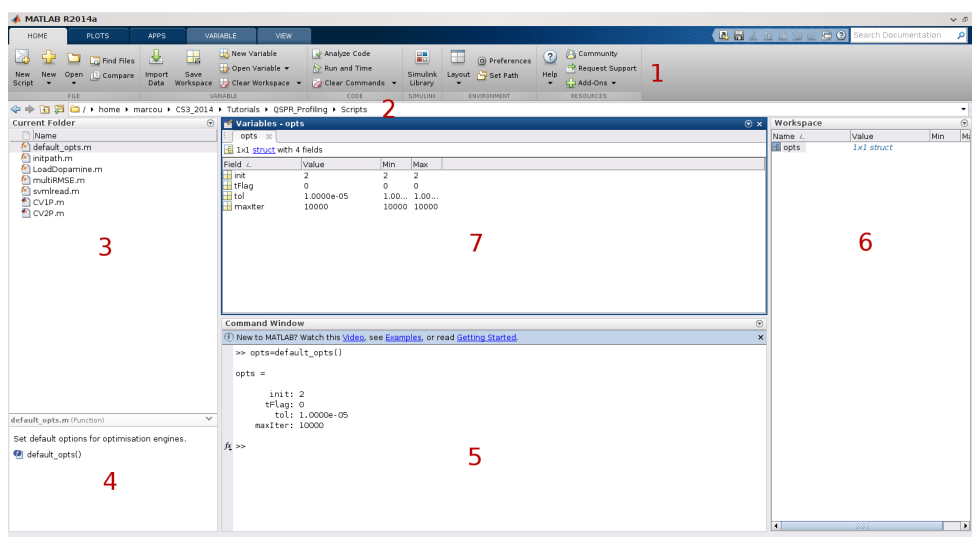 MATLAB R2014a
HOME PLOTS APPS VARIABLE VIEW Search Documentation
New Script New Open Find Files Compare Import Data Save Workspace New Variable Open Variable Clear Workspace Analyze Code Run and Time Clear Commands Simulink Library Layout Preferences Set Path Help Community Request Support Add-Ons 1
FILE VARIABLE CODE SIMULINK ENVIRONMENT RESOURCES
/ home marcou CS3_2014 Tutorials QSPR_Profiling Scripts 2
Current Folder
Name
default_opts.m
initpath.m
LoadDopamine.m
multiRMSE.m
svmlread.m
CV1P.m
CV2P.m
3
default_opts.m (Function)
Set default options for optimisation engines.
default_opts()
4
Variables - opts
opts
1x1 struct with 4 fields
Field Value Min Max
init 2 2 2
tFlag 0 0 0
tol 1.0000e-05 1.00... 1.00...
maxIter 10000 10000 10000
7
Command Window
New to MATLAB? Watch this Video, see Examples, or read Getting Started.
>> opts=default_opts()
opts =
init: 2
tFlag: 0
tol: 1.0000e-05
maxIter: 10000
fx >>
5
Workspace
Name Value Min Ma
opts 1x1 struct
6